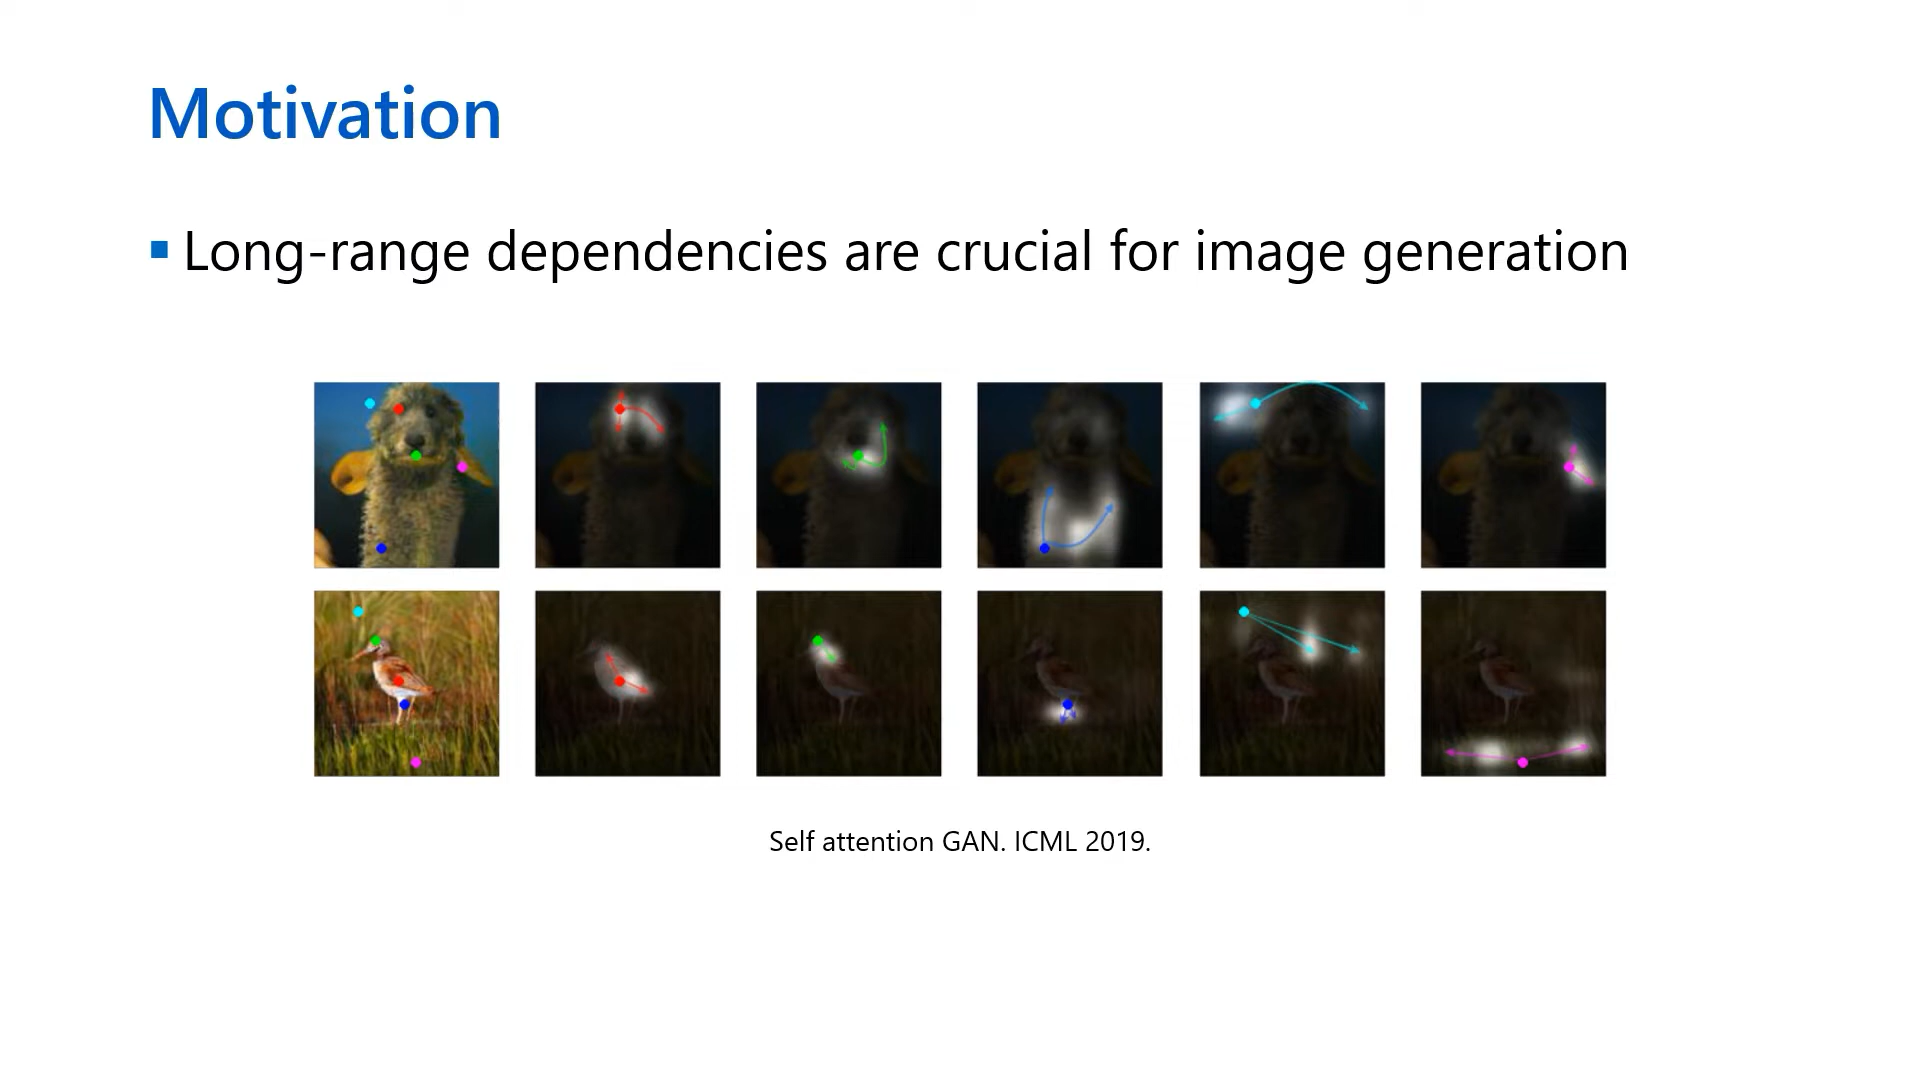 Motivation
Long-range dependencies are crucial for image generation
Self attention GAN. ICML 2019.